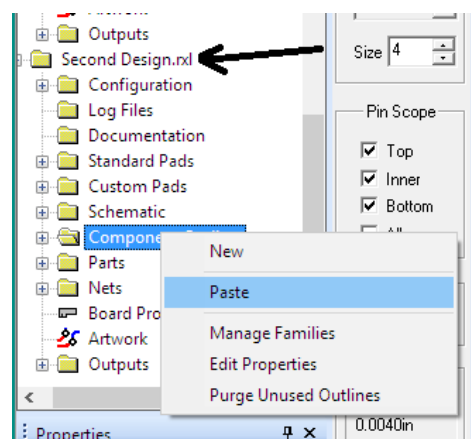 Outputs
Second Design.rxl
Configuration
Log Files
Documentation
Standard Pads
Custom Pads
Schematic
Parts
Nets
Board Pro
Artwork
Outputs
Properties
New
Paste
Manage Families
Edit Properties
Purge Unused Outlines
Size 4
Pin Scope
Top
Inner
Bottom
0.0040in